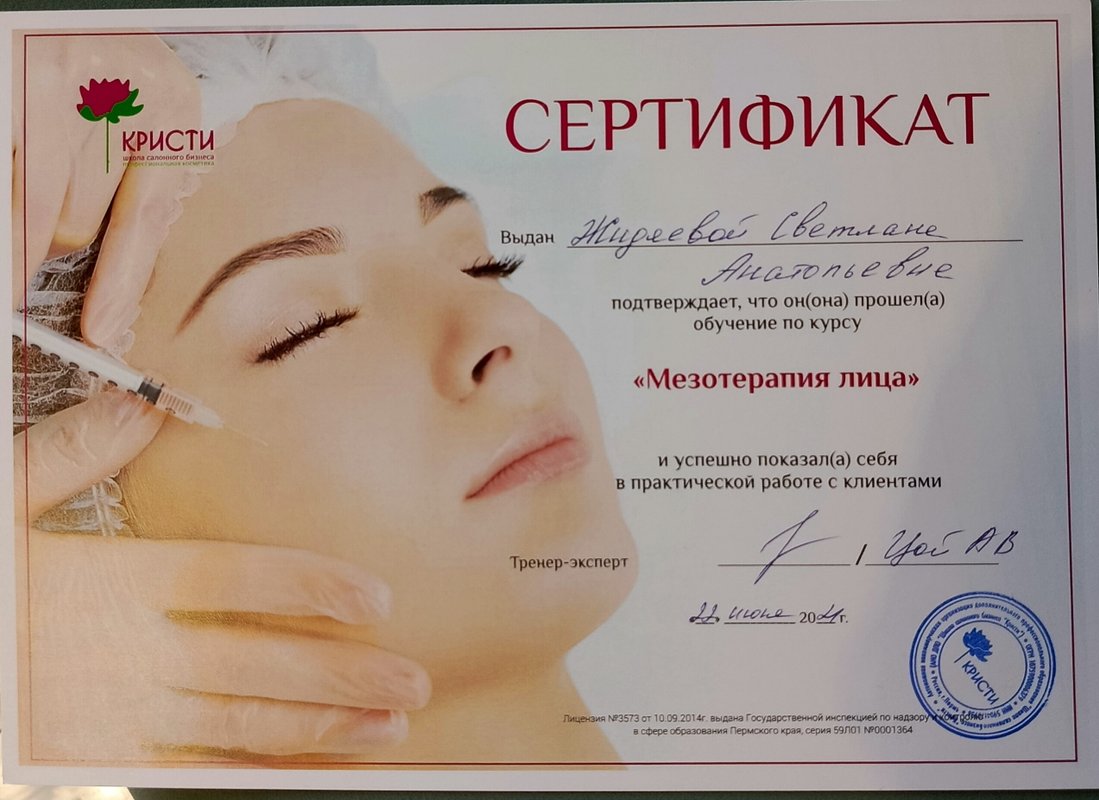 КРИСТИ
школа салонного бизнеса
профессиональная косметика
СЕРТИФИКАТ
Выдан Жидяевой Светлане
Анатольевне
подтверждает, что он(она) прошел(а)
обучение по курсу
«Мезотерапия лица»
и успешно показал(а) себя
в практической работе с клиентами
Тренер-эксперт / Цой АВ
22 июня 2021г.
КРИСТИ
Лицензия №3573 от 10.09.2014г. выдана Государственной инспекцией по надзору и контролю
в сфере образования Пермского края, серия 59Л01 №0001364